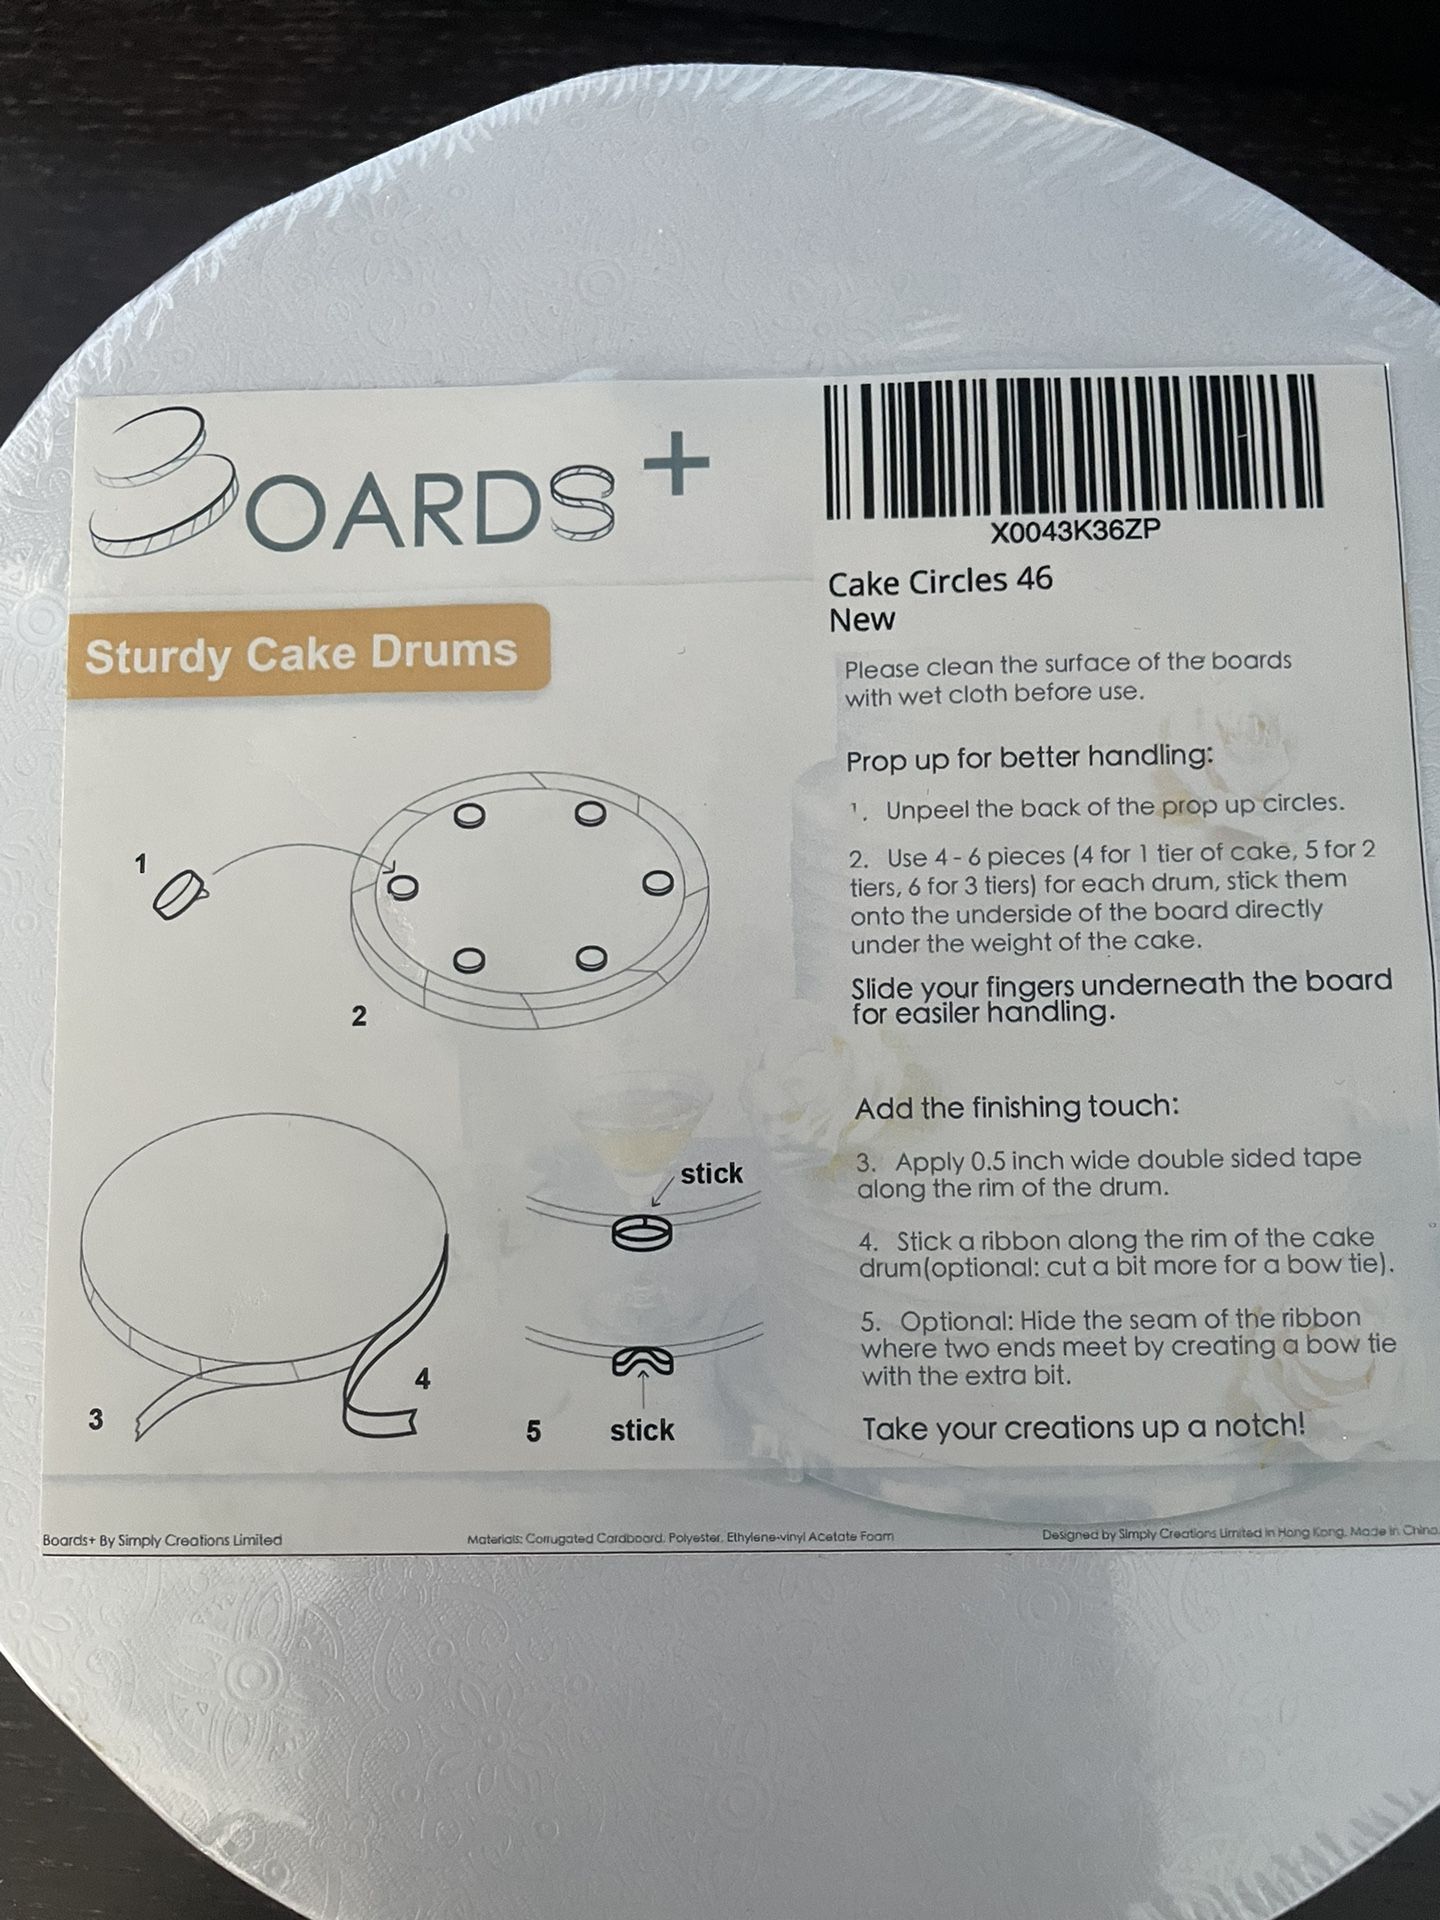 BOARDS+
X0043K36ZP
Cake Circles 46
New
Sturdy Cake Drums
Please clean the surface of the boards
with wet cloth before use.
Prop up for better handling:
1. Unpeel the back of the prop up circles.
2. Use 4 - 6 pieces (4 for 1 tier of cake, 5 for 2
tiers, 6 for 3 tiers) for each drum, stick them
onto the underside of the board directly
under the weight of the cake.
Slide your fingers underneath the board
for easiler handling.
Add the finishing touch:
3. Apply 0.5 inch wide double sided tape
along the rim of the drum.
4. Stick a ribbon along the rim of the cake
drum(optional: cut a bit more for a bow tie).
5. Optional: Hide the seam of the ribbon
where two ends meet by creating a bow tie
with the extra bit.
Take your creations up a notch!
1
2
3
4
stick
5
stick
Boards+ By Simply Creations Limited
Materials: Corrugated Cardboard, Polyester, Ethylene-vinyl Acetate Foam
Designed by Simply Creations Limited in Hong Kong. Made in China.